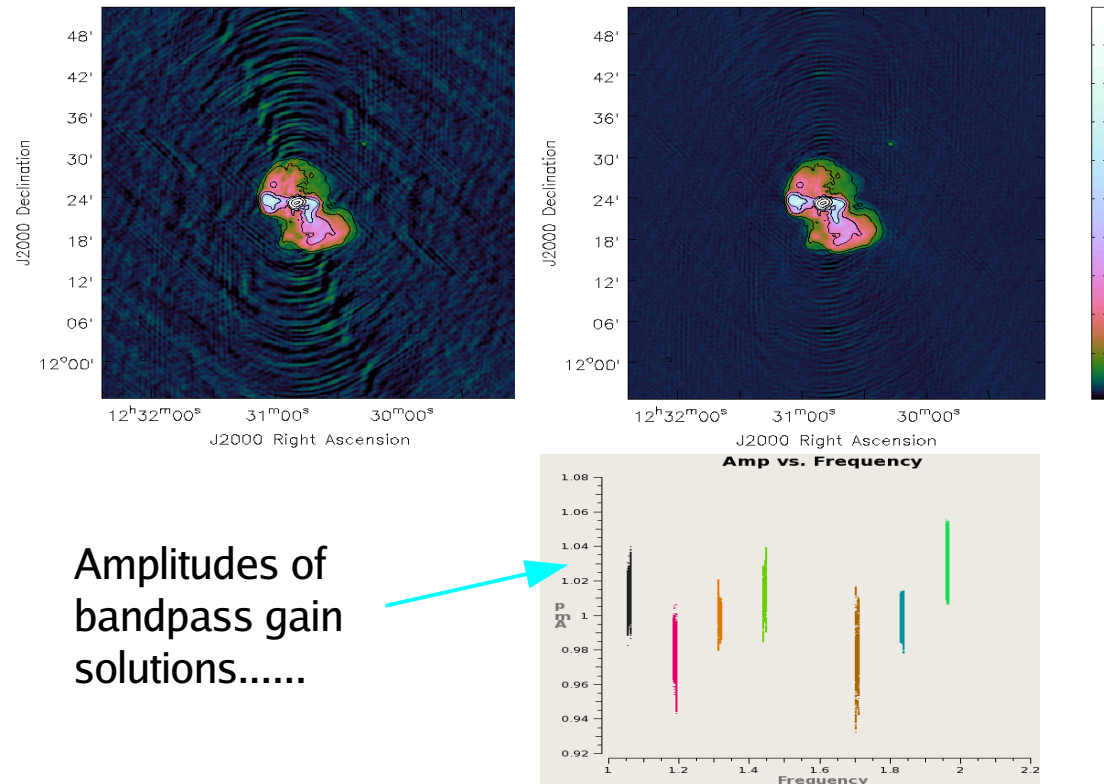 48'
42'
36'
30'
24'
18'
12'
06'
12°00'
J2000 Declination
12ʰ32ᵐ00ˢ 31ᵐ00ˢ 30ᵐ00ˢ
J2000 Right Ascension
48'
42'
36'
30'
24'
18'
12'
06'
12°00'
J2000 Declination
12ʰ32ᵐ00ˢ 31ᵐ00ˢ 30ᵐ00ˢ
J2000 Right Ascension
Amplitudes of
bandpass gain
solutions......
Amp vs. Frequency
1.08
1.06
1.04
1.02
1
0.98
0.96
0.94
0.92
Amp
1 1.2 1.4 1.6 1.8 2 2.2
Frequency